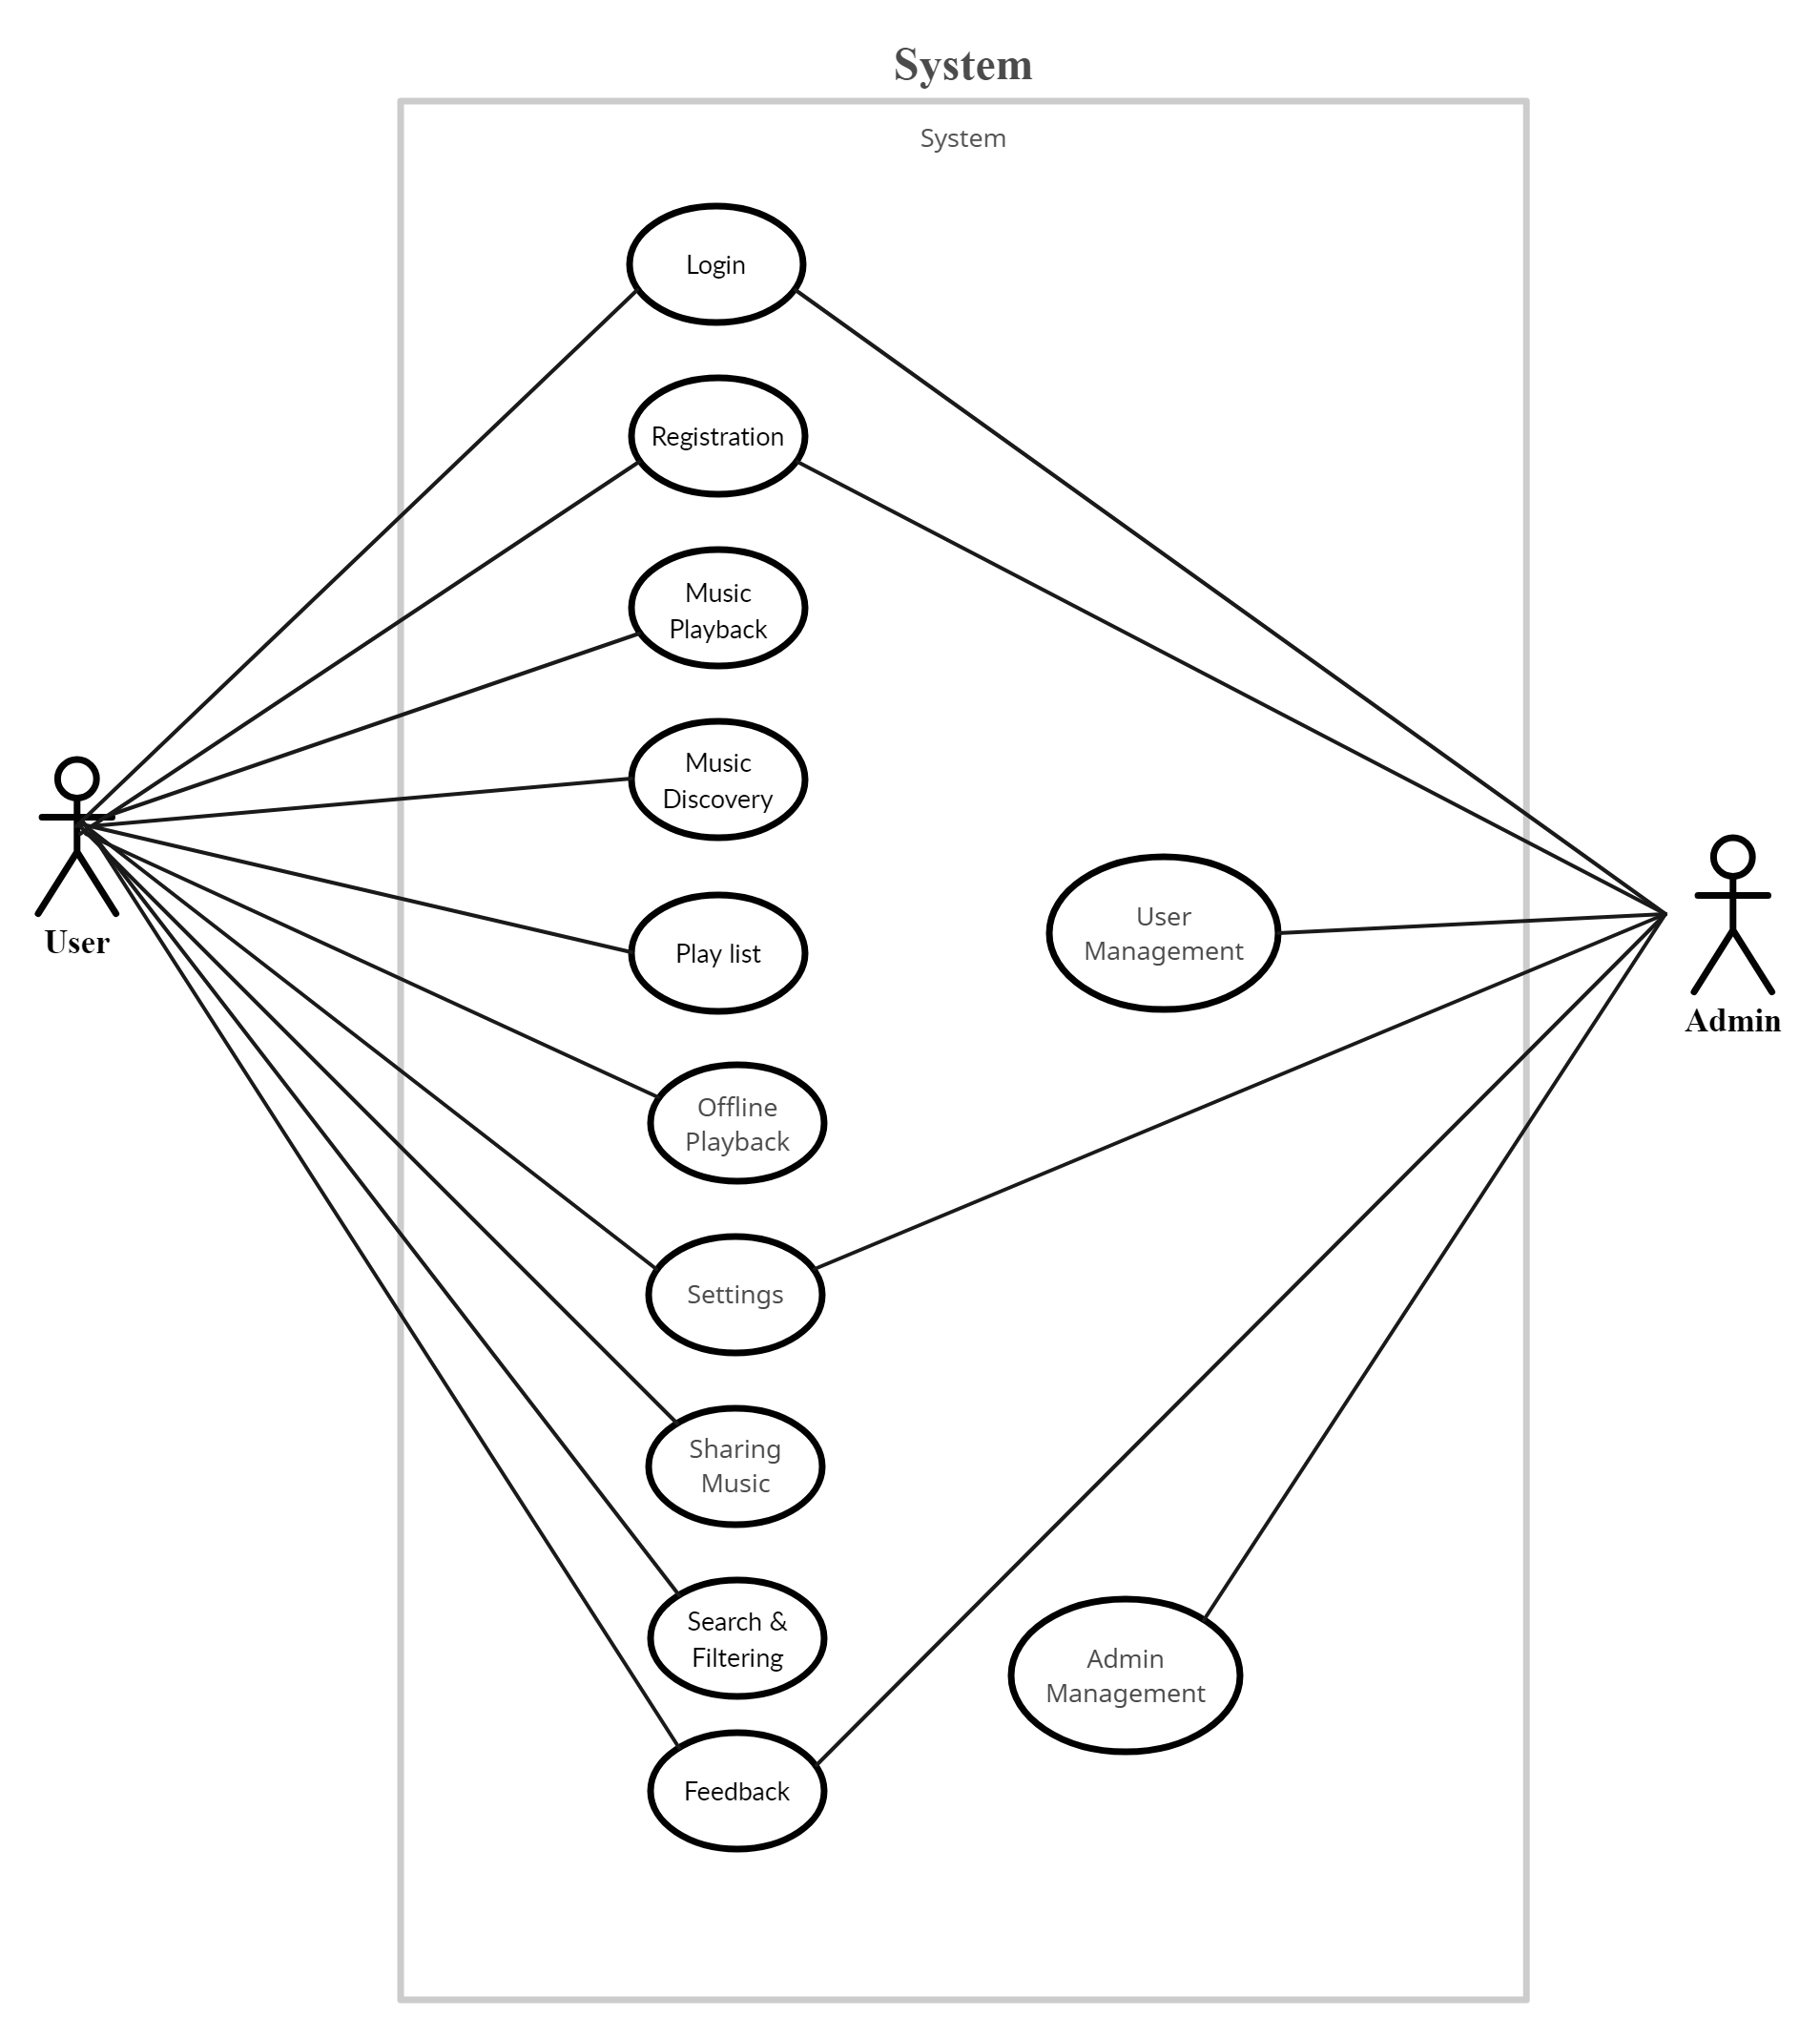 System
System
Login
Registration
Music
Playback
Music
Discovery
User
Play list
User
Management
Admin
Offline
Playback
Settings
Sharing
Music
Search &
Filtering
Admin
Management
Feedback